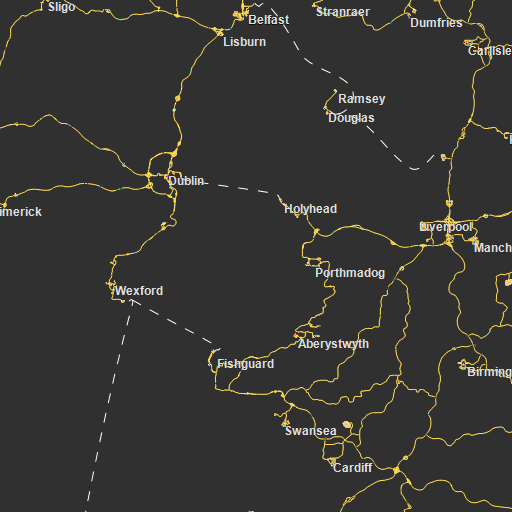 Sligo
Belfast
Stranraer
Dumfries
Lisburn
Carlisle
Ramsey
Douglas
Dublin
Holyhead
imerick
Liverpool
Manch
Porthmadog
Wexford
Aberystwyth
Fishguard
Birming
Swansea
Cardiff